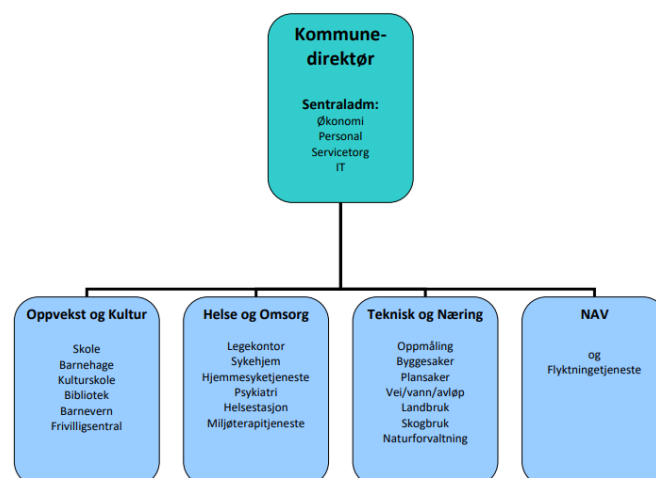 Kommune-
direktør
Sentraladm:
Økonomi
Personal
Servicetorg
IT
Oppvekst og Kultur
Skole
Barnehage
Kulturskole
Bibliotek
Barnevern
Frivilligsentral
Helse og Omsorg
Legekontor
Sykehjem
Hjemmesyketjeneste
Psykiatri
Helsestasjon
Miljøterapitjeneste
Teknisk og Næring
Oppmåling
Byggesaker
Plansaker
Vei/vann/avløp
Landbruk
Skogbruk
Naturforvaltning
NAV
og
Flyktningetjeneste